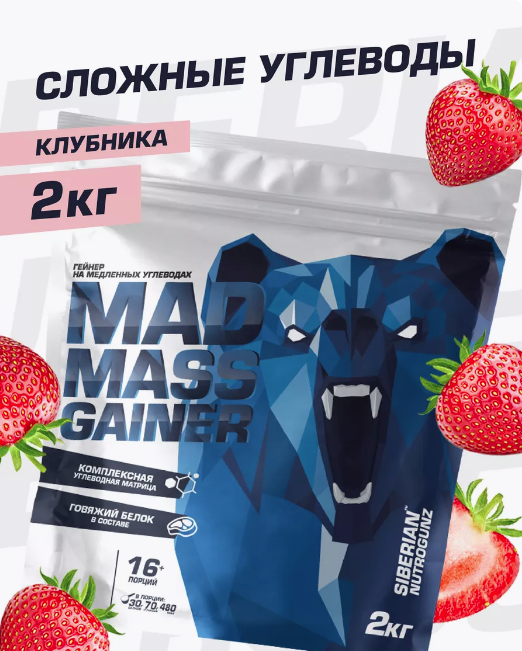 СЛОЖНЫЕ УГЛЕВОДЫ
КЛУБНИКА
2кг
ГЕЙНЕР
НА МЕДЛЕННЫХ УГЛЕВОДАХ
MAD
MASS
GAINER
КОМПЛЕКСНАЯ
УГЛЕВОДНАЯ МАТРИЦА
ГОВЯЖИЙ БЕЛОК
В СОСТАВЕ
16+
ПОРЦИЙ
В ПОРЦИИ:
30 70 480
SIBERIAN™
NUTROGUNZ
2кг